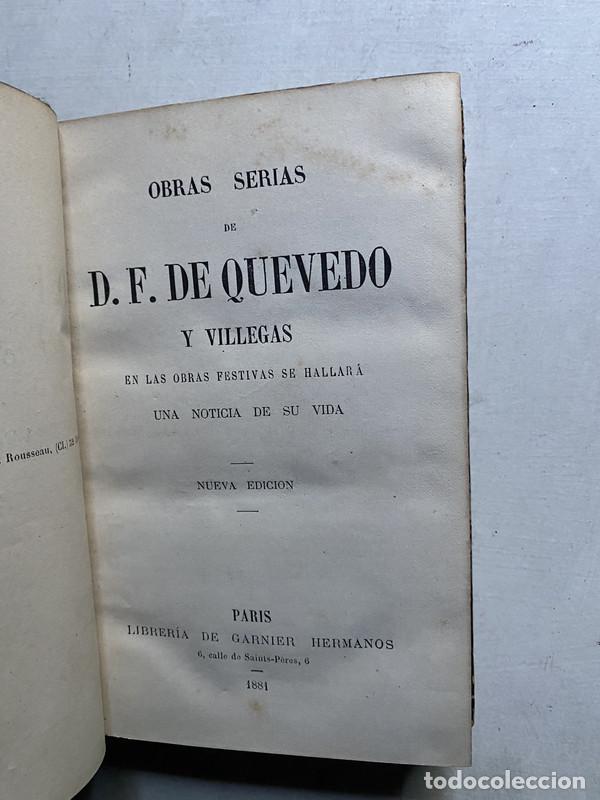 OBRAS SERIAS
DE
D. F. DE QUEVEDO
Y VILLEGAS
EN LAS OBRAS FESTIVAS SE HALLARÁ
UNA NOTICIA DE SU VIDA
NUEVA EDICION
PARIS
LIBRERÍA DE GARNIER HERMANOS
6, calle de Saints-Pères, 6
1881
Rousseau, (Cl.)
todocoleccion